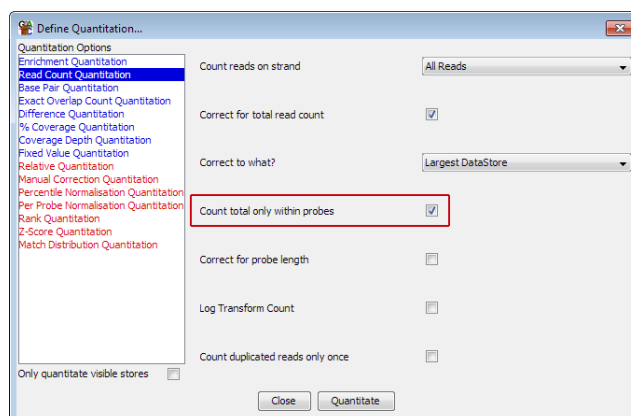 Define Quantitation...
Quantitation Options
Enrichment Quantitation
Read Count Quantitation
Base Pair Quantitation
Exact Overlap Count Quantitation
Difference Quantitation
% Coverage Quantitation
Coverage Depth Quantitation
Fixed Value Quantitation
Relative Quantitation
Manual Correction Quantitation
Percentile Normalisation Quantitation
Per Probe Normalisation Quantitation
Rank Quantitation
Z-Score Quantitation
Match Distribution Quantitation
Only quantitate visible stores
Count reads on strand All Reads
Correct for total read count
Correct to what? Largest DataStore
Count total only within probes
Correct for probe length
Log Transform Count
Count duplicated reads only once
Close Quantitate